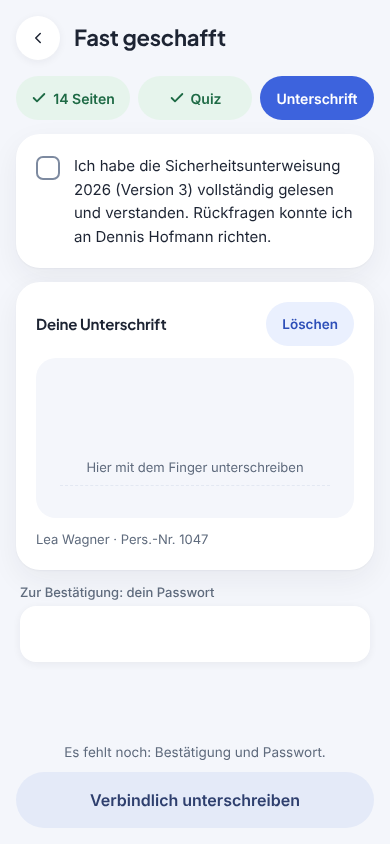 Fast geschafft
14 Seiten
Quiz
Unterschrift
Ich habe die Sicherheitsunterweisung
2026 (Version 3) vollständig gelesen
und verstanden. Rückfragen konnte ich
an Dennis Hofmann richten.
Deine Unterschrift
Löschen
Hier mit dem Finger unterschreiben
Lea Wagner · Pers.-Nr. 1047
Zur Bestätigung: dein Passwort
Es fehlt noch: Bestätigung und Passwort.
Verbindlich unterschreiben